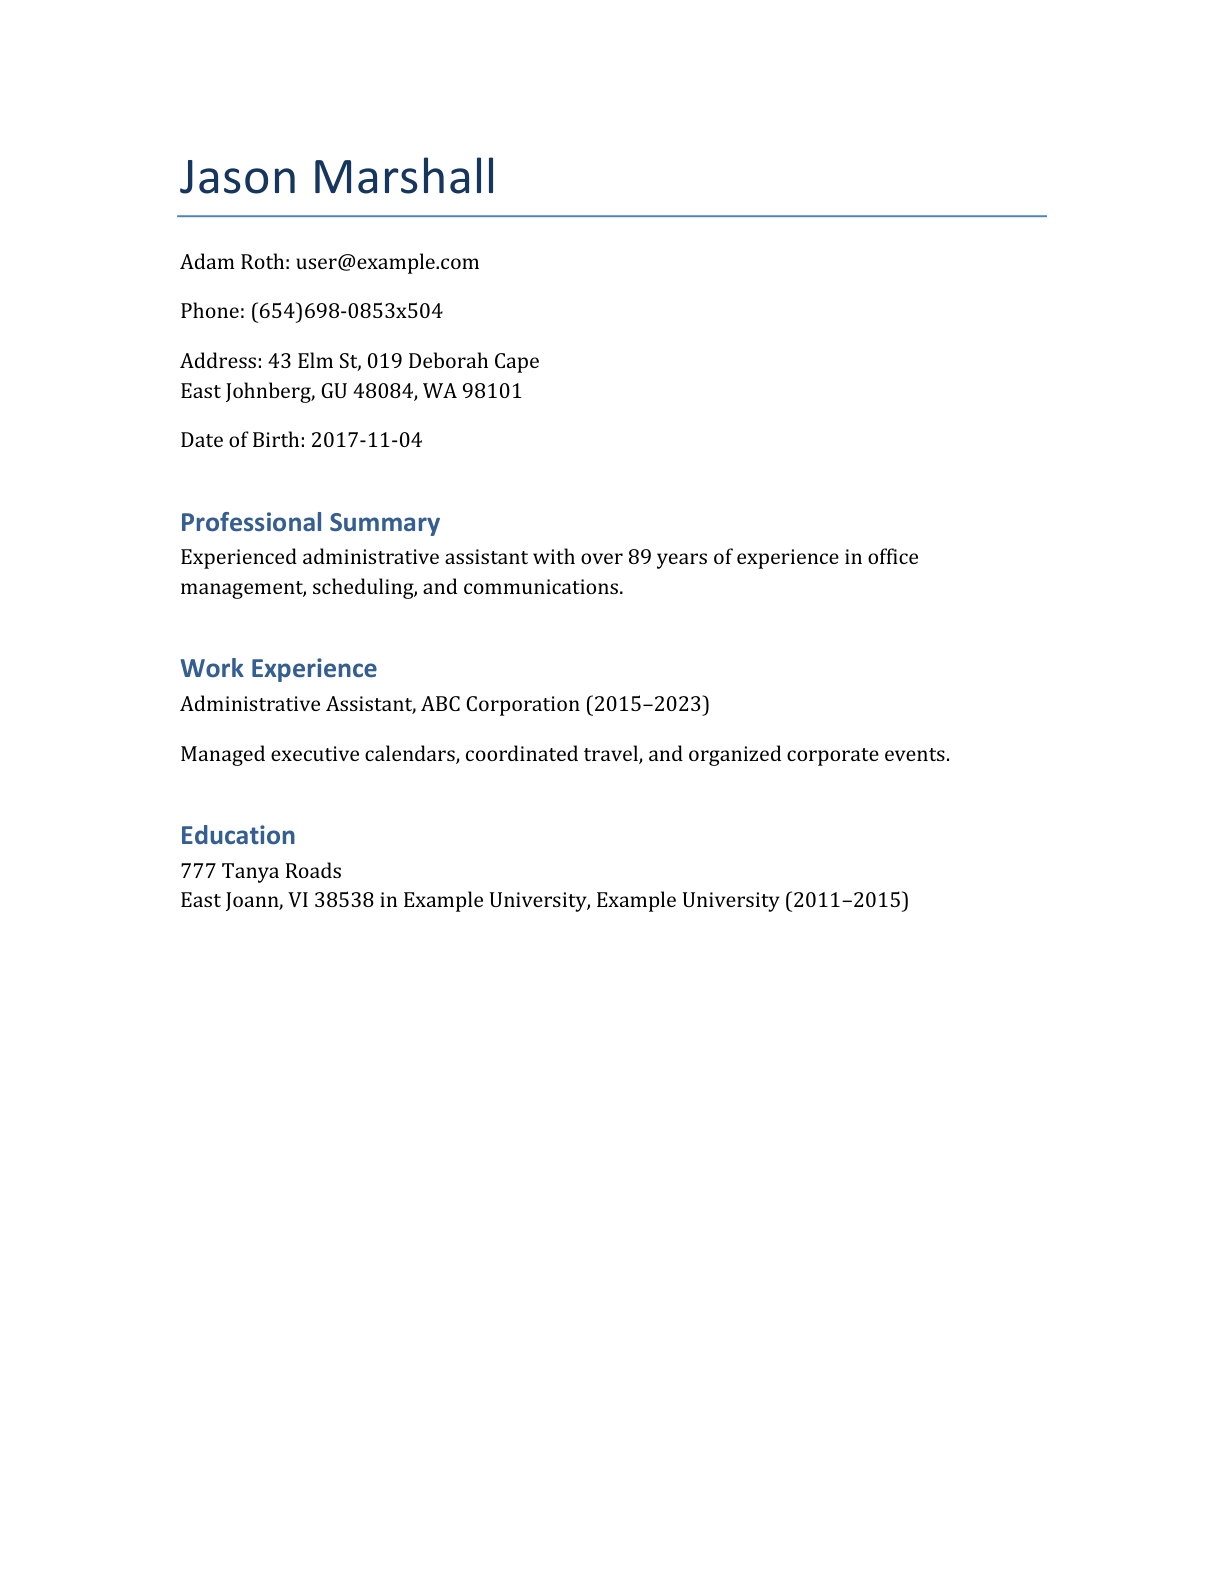 Jason Marshall
Adam Roth: user@example.com
Phone: (654)698-0853x504
Address: 43 Elm St, 019 Deborah Cape
East Johnberg, GU 48084, WA 98101
Date of Birth: 2017-11-04
Professional Summary
Experienced administrative assistant with over 89 years of experience in office
management, scheduling, and communications.
Work Experience
Administrative Assistant, ABC Corporation (2015–2023)
Managed executive calendars, coordinated travel, and organized corporate events.
Education
777 Tanya Roads
East Joann, VI 38538 in Example University, Example University (2011–2015)